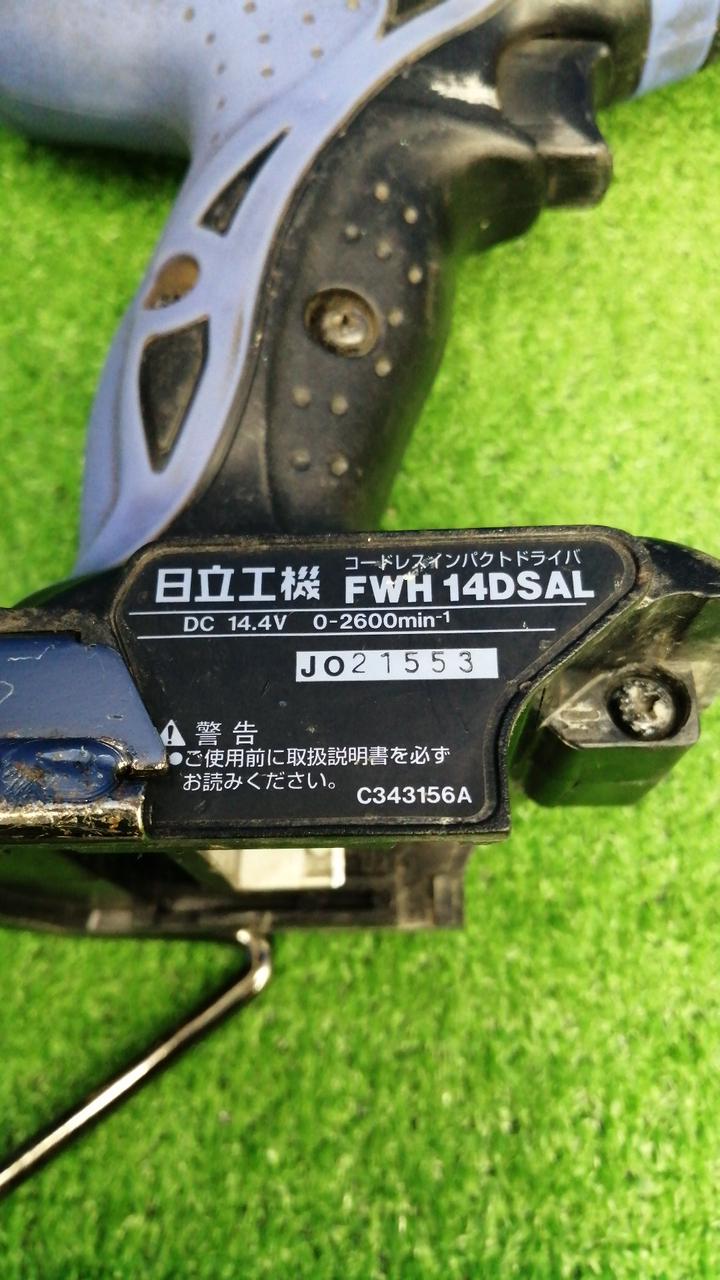 コードレスインパクトドライバ
日立工機 FWH 14DSAL
DC 14.4V 0-2600min⁻¹
JO21553
警告
●ご使用前に取扱説明書を必ず
お読みください。
C343156A